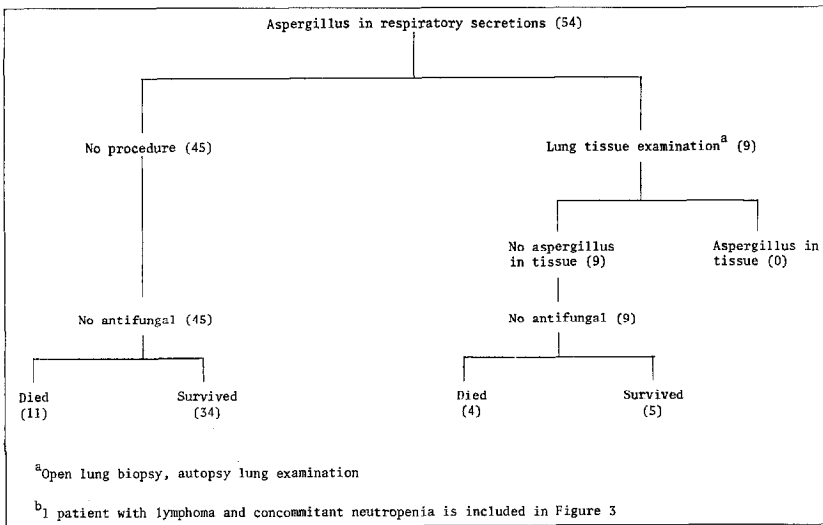 Aspergillus in respiratory secretions (54)
No procedure (45)
Lung tissue examination^a (9)
No aspergillus in tissue (9)
Aspergillus in tissue (0)
No antifungal (45)
No antifungal (9)
Died (11)
Survived (34)
Died (4)
Survived (5)
^aOpen lung biopsy, autopsy lung examination
^b1 patient with lymphoma and concommitant neutropenia is included in Figure 3